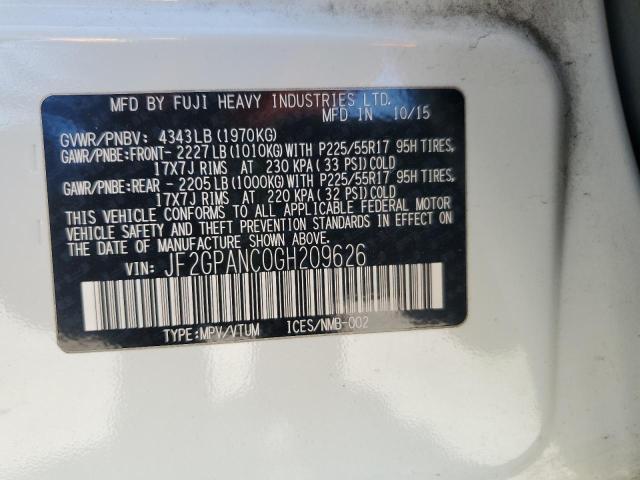 MFD BY FUJI HEAVY INDUSTRIES LTD.
MFD IN 10/15
GVWR/PNBV: 4343LB(1970KG)
GAWR/PNBE:FRONT- 2227LB(1010KG)WITH P225/55R17 95H TIRES,
17X7J RIMS AT 230 KPA(33 PSI)COLD
GAWR/PNBE:REAR - 2205LB(1000KG)WITH P225/55R17 95H TIRES,
17X7J RIMS AT 220 KPA(32 PSI)COLD
THIS VEHICLE CONFORMS TO ALL APPLICABLE FEDERAL MOTOR
VEHICLE SAFETY AND THEFT PREVENTION STANDARDS IN EFFECT ON
THE DATE OF MANUFACTURE SHOWN ABOVE.
VIN: JF2GPANC0GH209626
TYPE:MPV/VTUM ICES/NMB-002